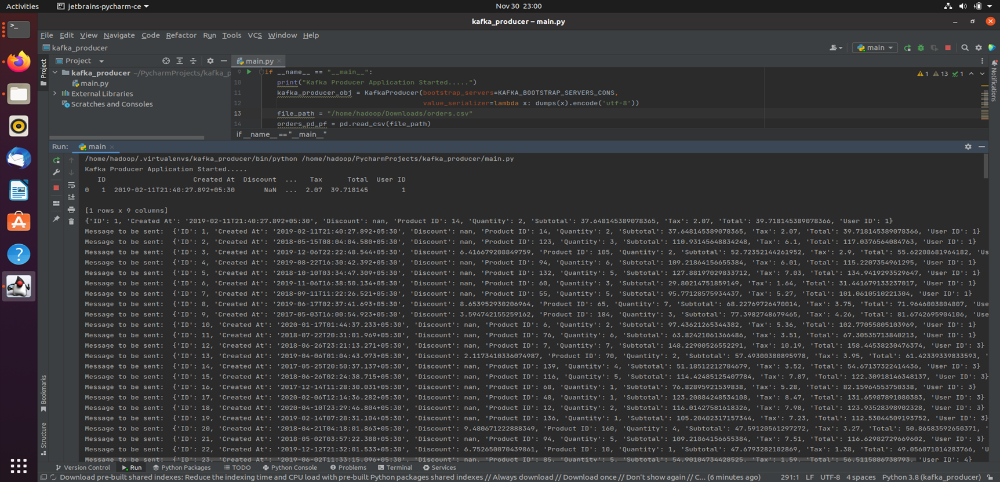 Activities
jetbrains-pycharm-ce
Nov 30 23:00
kafka_producer – main.py
File Edit View Navigate Code Refactor Run Tools VCS Window Help
kafka_producer
main
Project
Project
main.py
Notifications
kafka_producer ~/PycharmProjects/kafka_p
main.py
External Libraries
Scratches and Consoles
9 if __name__ == "__main__":
10 print("Kafka Producer Application Started.....")
11 kafka_producer_obj = KafkaProducer(bootstrap_servers=KAFKA_BOOTSTRAP_SERVERS_CONS,
12 value_serializer=lambda x: dumps(x).encode('utf-8'))
13 file_path = "/home/hadoop/Downloads/orders.csv"
14 orders_pd_pf = pd.read_csv(file_path)
1 13 1
if __name__ == "__main__"
Run: main
/home/hadoop/.virtualenvs/kafka_producer/bin/python /home/hadoop/PycharmProjects/kafka_producer/main.py
Kafka Producer Application Started.....
ID Created At Discount ... Tax Total User ID
0 1 2019-02-11T21:40:27.892+05:30 NaN ... 2.07 39.718145 1
[1 rows x 9 columns]
{'ID': 1, 'Created At': '2019-02-11T21:40:27.892+05:30', 'Discount': nan, 'Product ID': 14, 'Quantity': 2, 'Subtotal': 37.648145389078365, 'Tax': 2.07, 'Total': 39.718145389078366, 'User ID': 1}
Message to be sent: {'ID': 1, 'Created At': '2019-02-11T21:40:27.892+05:30', 'Discount': nan, 'Product ID': 14, 'Quantity': 2, 'Subtotal': 37.648145389078365, 'Tax': 2.07, 'Total': 39.718145389078366, 'User ID': 1}
Message to be sent: {'ID': 2, 'Created At': '2018-05-15T08:04:04.580+05:30', 'Discount': nan, 'Product ID': 123, 'Quantity': 3, 'Subtotal': 110.93145648834248, 'Tax': 6.1, 'Total': 117.0376564084763, 'User ID': 1}
Message to be sent: {'ID': 3, 'Created At': '2019-12-06T22:22:48.544+05:30', 'Discount': 6.416679208849759, 'Product ID': 105, 'Quantity': 2, 'Subtotal': 52.72352144261952, 'Tax': 2.9, 'Total': 55.62208681964182, 'Us
Message to be sent: {'ID': 4, 'Created At': '2019-08-22T16:30:42.392+05:30', 'Discount': nan, 'Product ID': 94, 'Quantity': 6, 'Subtotal': 109.21864156655384, 'Tax': 6.01, 'Total': 115.2207354961295, 'User ID': 1}
Message to be sent: {'ID': 5, 'Created At': '2018-10-10T03:34:47.309+05:30', 'Discount': nan, 'Product ID': 132, 'Quantity': 5, 'Subtotal': 127.88197029833712, 'Tax': 7.03, 'Total': 134.9419293529647, 'User ID': 1}
Message to be sent: {'ID': 6, 'Created At': '2019-11-06T16:38:50.134+05:30', 'Discount': nan, 'Product ID': 60, 'Quantity': 3, 'Subtotal': 29.80214751859149, 'Tax': 1.64, 'Total': 31.441679133237017, 'User ID': 1}
Message to be sent: {'ID': 7, 'Created At': '2018-09-11T11:22:26.521+05:30', 'Discount': nan, 'Product ID': 55, 'Quantity': 5, 'Subtotal': 95.77128575934437, 'Tax': 5.27, 'Total': 101.0610510221304, 'User ID': 1}
Message to be sent: {'ID': 8, 'Created At': '2019-06-17T02:37:41.693+05:30', 'Discount': 8.653952930206964, 'Product ID': 65, 'Quantity': 7, 'Subtotal': 68.22769726470014, 'Tax': 3.75, 'Total': 71.9646003804807, 'Use
Message to be sent: {'ID': 9, 'Created At': '2017-05-03T16:00:54.923+05:30', 'Discount': 3.594742155259162, 'Product ID': 184, 'Quantity': 3, 'Subtotal': 77.3982748679465, 'Tax': 4.26, 'Total': 81.6742695904106, 'Use
Message to be sent: {'ID': 10, 'Created At': '2020-01-17T01:44:37.233+05:30', 'Discount': nan, 'Product ID': 6, 'Quantity': 2, 'Subtotal': 97.43621265344382, 'Tax': 5.36, 'Total': 102.77055805103969, 'User ID': 1}
Message to be sent: {'ID': 11, 'Created At': '2018-07-22T20:31:01.969+05:30', 'Discount': nan, 'Product ID': 76, 'Quantity': 6, 'Subtotal': 63.82421061366486, 'Tax': 3.51, 'Total': 67.30535713840213, 'User ID': 1}
Message to be sent: {'ID': 12, 'Created At': '2018-06-26T23:21:13.271+05:30', 'Discount': nan, 'Product ID': 7, 'Quantity': 7, 'Subtotal': 148.22900526552291, 'Tax': 10.19, 'Total': 158.44538230476374, 'User ID': 3}
Message to be sent: {'ID': 13, 'Created At': '2019-04-06T01:04:43.973+05:30', 'Discount': 2.1173410336074987, 'Product ID': 70, 'Quantity': 2, 'Subtotal': 57.49300380895978, 'Tax': 3.95, 'Total': 61.42339339833593, '
Message to be sent: {'ID': 14, 'Created At': '2017-05-25T20:50:37.137+05:30', 'Discount': nan, 'Product ID': 139, 'Quantity': 4, 'Subtotal': 51.18512212784679, 'Tax': 3.52, 'Total': 54.67137322414436, 'User ID': 3}
Message to be sent: {'ID': 15, 'Created At': '2018-06-26T02:24:38.715+05:30', 'Discount': nan, 'Product ID': 116, 'Quantity': 5, 'Subtotal': 114.42485125407784, 'Tax': 7.87, 'Total': 122.30918146348137, 'User ID': 3}
Message to be sent: {'ID': 16, 'Created At': '2017-12-14T11:28:30.031+05:30', 'Discount': nan, 'Product ID': 68, 'Quantity': 1, 'Subtotal': 76.82895921539838, 'Tax': 5.28, 'Total': 82.15964553750338, 'User ID': 3}
Message to be sent: {'ID': 17, 'Created At': '2020-02-06T12:14:36.282+05:30', 'Discount': nan, 'Product ID': 48, 'Quantity': 1, 'Subtotal': 123.20884248534108, 'Tax': 8.47, 'Total': 131.65987891080383, 'User ID': 3}
Message to be sent: {'ID': 18, 'Created At': '2020-04-10T23:29:46.804+05:30', 'Discount': nan, 'Product ID': 12, 'Quantity': 2, 'Subtotal': 116.01427581618326, 'Tax': 7.98, 'Total': 123.93528398902328, 'User ID': 3}
Message to be sent: {'ID': 19, 'Created At': '2019-02-14T07:28:31.104+05:30', 'Discount': nan, 'Product ID': 136, 'Quantity': 1, 'Subtotal': 105.20402317157344, 'Tax': 7.23, 'Total': 112.53044509193752, 'User ID': 3}
Message to be sent: {'ID': 20, 'Created At': '2018-04-21T04:18:01.863+05:30', 'Discount': 9.480671222888349, 'Product ID': 160, 'Quantity': 4, 'Subtotal': 47.59120561297272, 'Tax': 3.27, 'Total': 50.86583592650371, '
Message to be sent: {'ID': 21, 'Created At': '2018-05-02T03:57:22.388+05:30', 'Discount': nan, 'Product ID': 94, 'Quantity': 5, 'Subtotal': 109.21864156655384, 'Tax': 7.51, 'Total': 116.62982729669602, 'User ID': 3}
Message to be sent: {'ID': 22, 'Created At': '2019-12-12T21:32:01.533+05:30', 'Discount': 6.752650070439861, 'Product ID': 10, 'Quantity': 1, 'Subtotal': 47.6793282102869, 'Tax': 1.38, 'Total': 49.056071014283766, 'U
Message to be sent: {'ID': 23, 'Created At': '2019-06-02T11:33:15.096+05:30', 'Discount': nan, 'Product ID': 85, 'Quantity': 5, 'Subtotal': 54.90104734428525, 'Tax': 1.59, 'Total': 56.5115886738793, 'User ID': 4}
Bookmarks
Structure
Version Control Run Python Packages TODO Python Console Problems Terminal Services
Download pre-built shared indexes: Reduce the indexing time and CPU load with pre-built Python packages shared indexes // Always download // Download once // Don't show again // C... (6 minutes ago) 291:1 LF UTF-8 4 spaces Python 3.8 (kafka_producer)